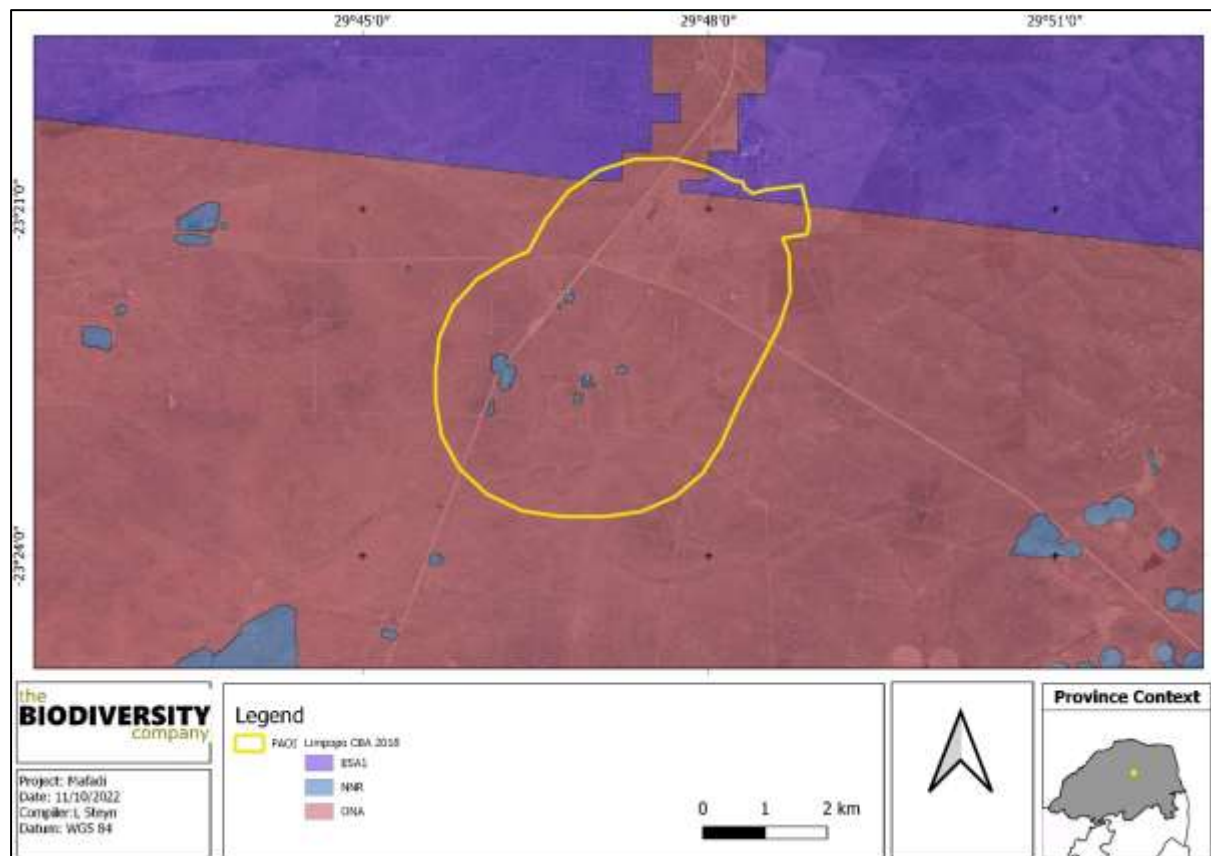 29°45'0"
29°48'0"
29°51'0"
-23°21'0"
-23°24'0"
the
BIODIVERSITY
company
Project: Mafadi
Date: 11/10/2022
Compiler: L Steyn
Datum: WGS 84
Legend
PAOI
Limpopo CBA 2018
ESA1
NNR
ONA
0 1 2 km
Province Context